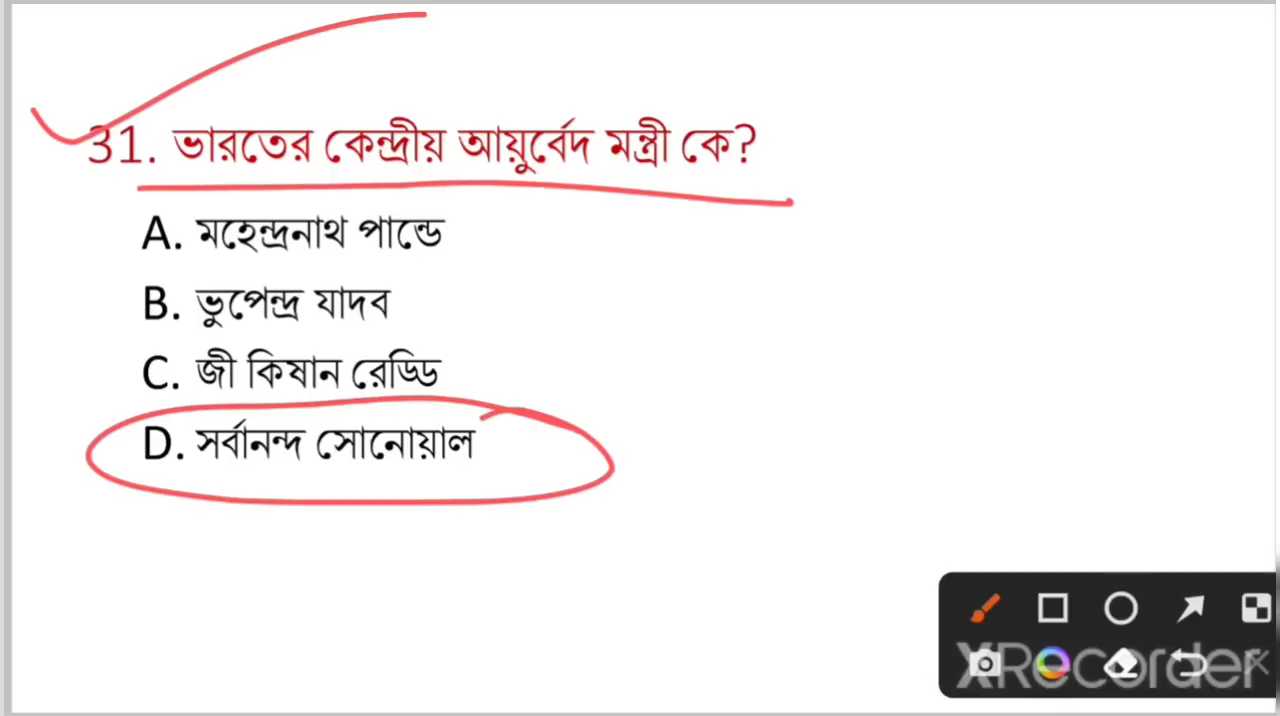 31. ভারতের কেন্দ্রীয় আয়ুর্বেদ মন্ত্রী কে?
A. মহেন্দ্রনাথ পান্ডে
B. ভুপেন্দ্র যাদব
C. জী কিষান রেড্ডি
D. সর্বানন্দ সোনোয়াল
XRecorder